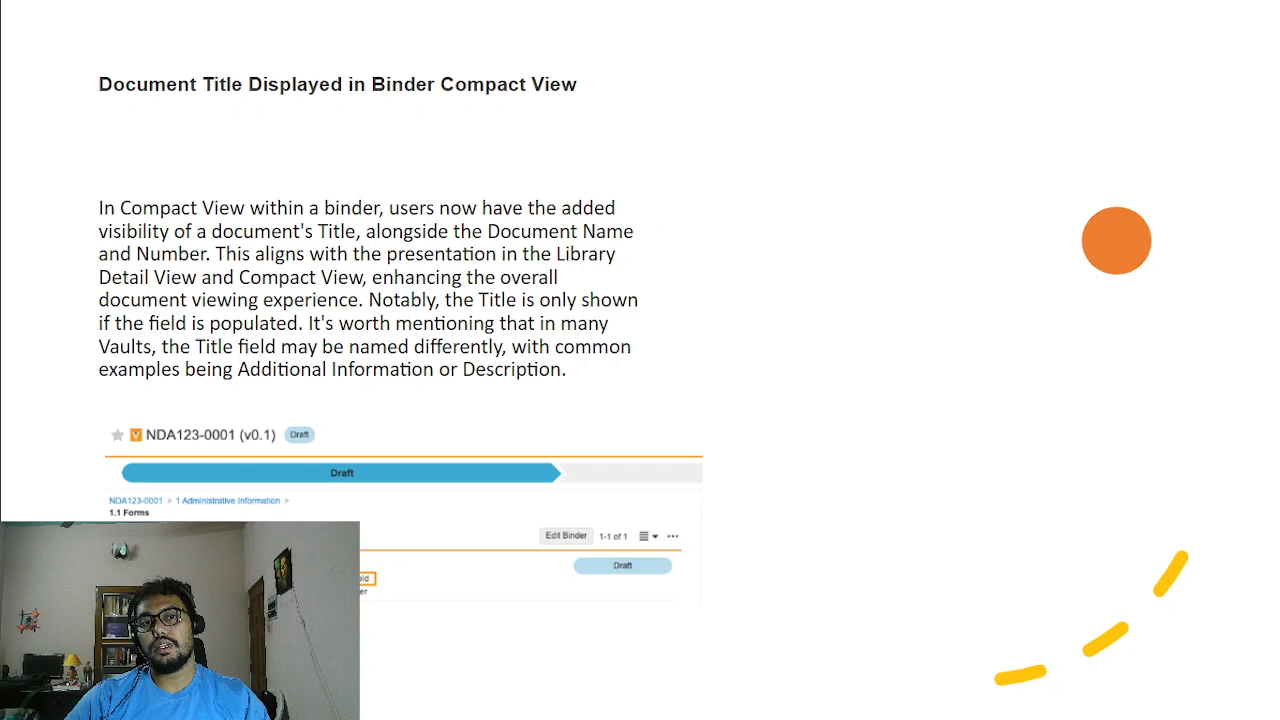 Document Title Displayed in Binder Compact View
In Compact View within a binder, users now have the added
visibility of a document's Title, alongside the Document Name
and Number. This aligns with the presentation in the Library
Detail View and Compact View, enhancing the overall
document viewing experience. Notably, the Title is only shown
if the field is populated. It's worth mentioning that in many
Vaults, the Title field may be named differently, with common
examples being Additional Information or Description.
V NDA123-0001 (v0.1) Draft
Draft
NDA123-0001 > 1 Administrative Information >
1.1 Forms
Edit Binder 1-1 of 1
Draft